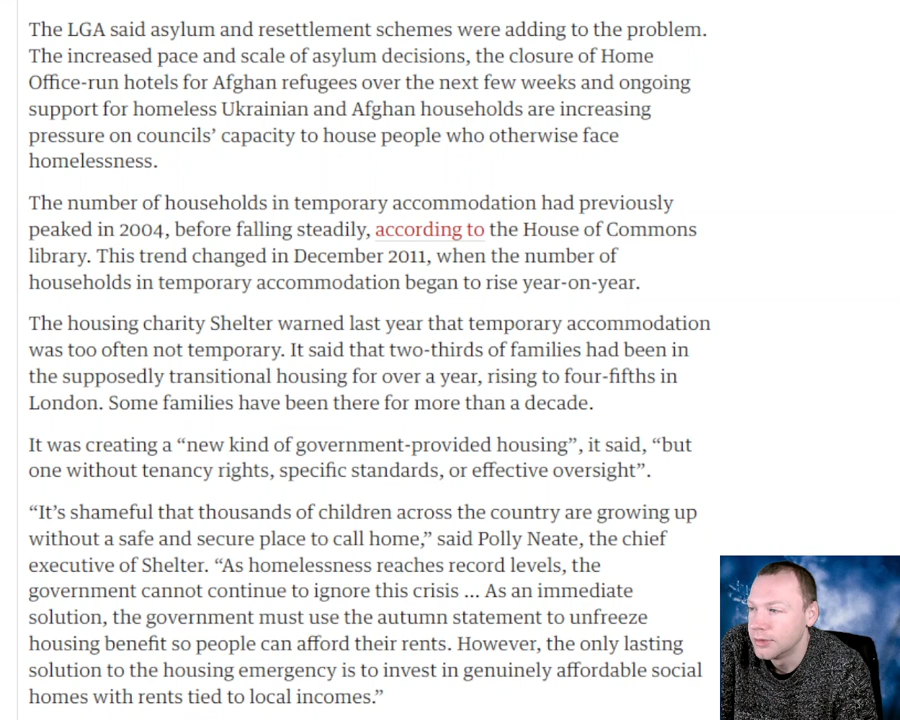 The LGA said asylum and resettlement schemes were adding to the problem.
The increased pace and scale of asylum decisions, the closure of Home
Office-run hotels for Afghan refugees over the next few weeks and ongoing
support for homeless Ukrainian and Afghan households are increasing
pressure on councils’ capacity to house people who otherwise face
homelessness.
The number of households in temporary accommodation had previously
peaked in 2004, before falling steadily, according to the House of Commons
library. This trend changed in December 2011, when the number of
households in temporary accommodation began to rise year-on-year.
The housing charity Shelter warned last year that temporary accommodation
was too often not temporary. It said that two-thirds of families had been in
the supposedly transitional housing for over a year, rising to four-fifths in
London. Some families have been there for more than a decade.
It was creating a “new kind of government-provided housing”, it said, “but
one without tenancy rights, specific standards, or effective oversight”.
“It’s shameful that thousands of children across the country are growing up
without a safe and secure place to call home,” said Polly Neate, the chief
executive of Shelter. “As homelessness reaches record levels, the
government cannot continue to ignore this crisis ... As an immediate
solution, the government must use the autumn statement to unfreeze
housing benefit so people can afford their rents. However, the only lasting
solution to the housing emergency is to invest in genuinely affordable social
homes with rents tied to local incomes.”